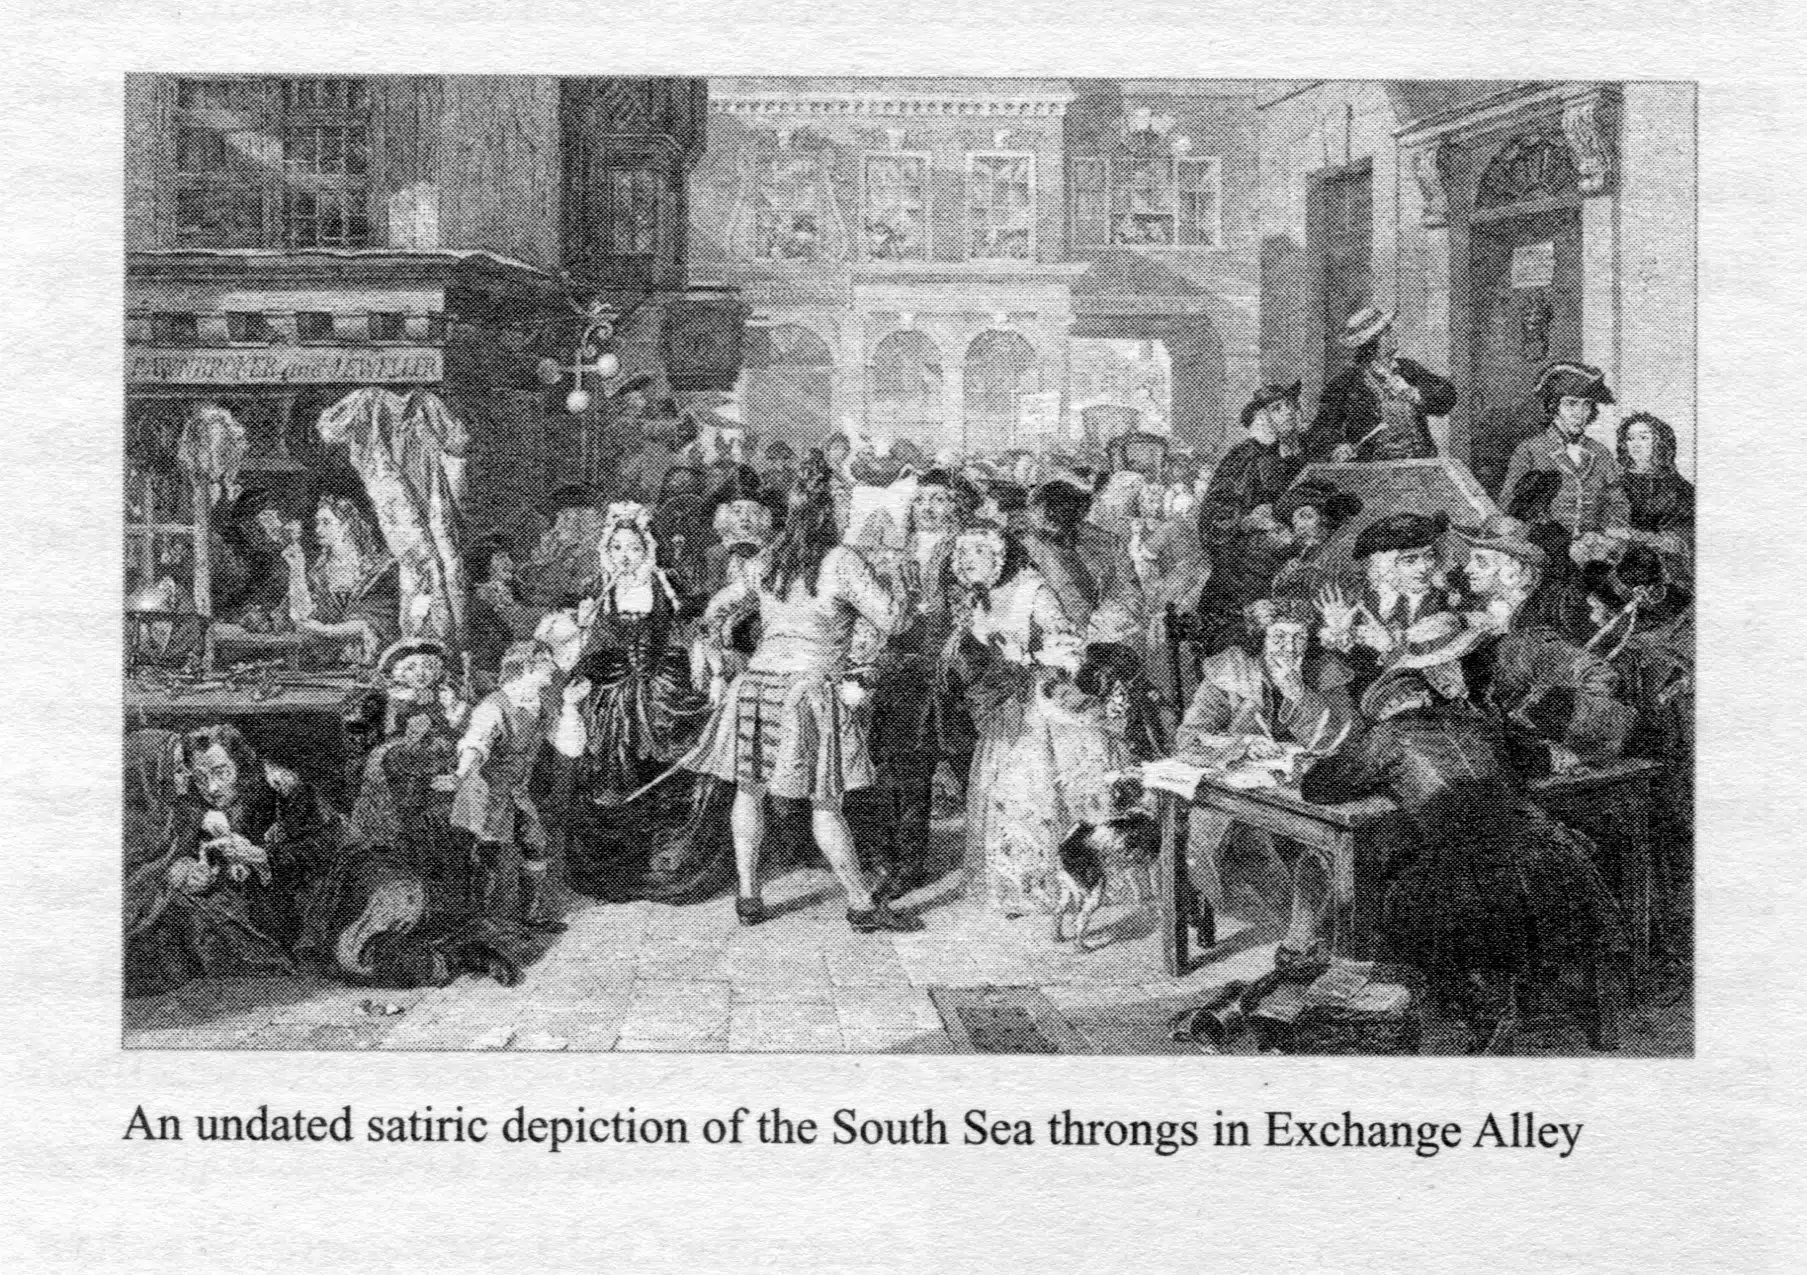 PAWNBROKER and JEWELLER
An undated satiric depiction of the South Sea throngs in Exchange Alley